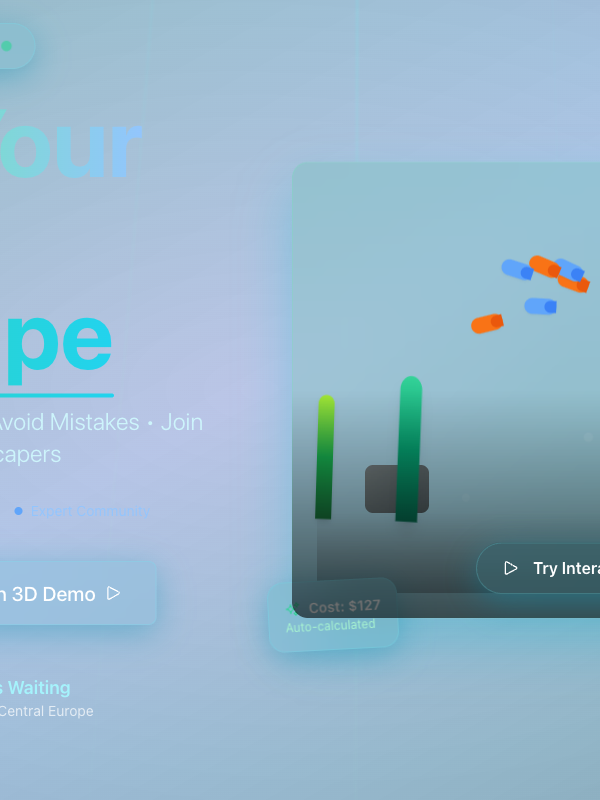 Your
pe
Avoid Mistakes • Join
capers
Expert Community
n 3D Demo
Try Intera
Cost: $127
Auto-calculated
s Waiting
Central Europe